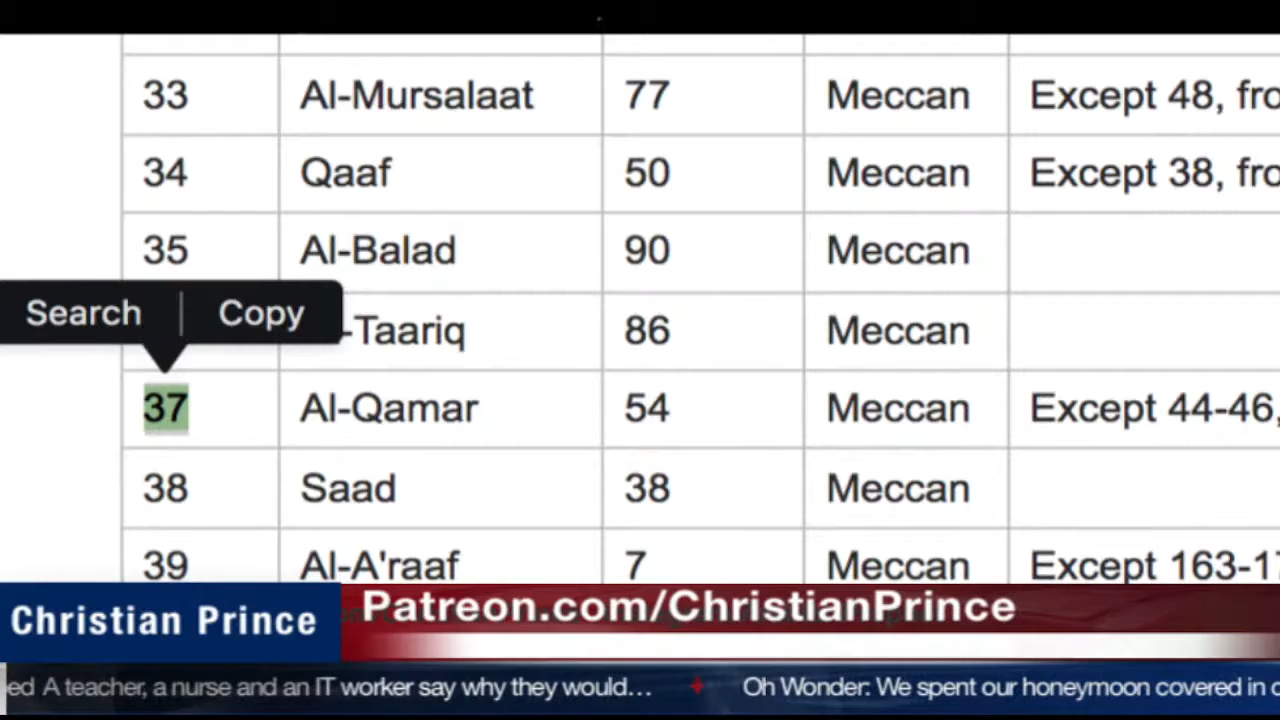 33 Al-Mursalaat 77 Meccan Except 48, fro
34 Qaaf 50 Meccan Except 38, fro
35 Al-Balad 90 Meccan
Search Copy
-Taariq 86 Meccan
37 Al-Qamar 54 Meccan Except 44-46,
38 Saad 38 Meccan
39 Al-A'raaf 7 Meccan Except 163-17
Christian Prince
Patreon.com/ChristianPrince
ed A teacher, a nurse and an IT worker say why they would... Oh Wonder: We spent our honeymoon covered in